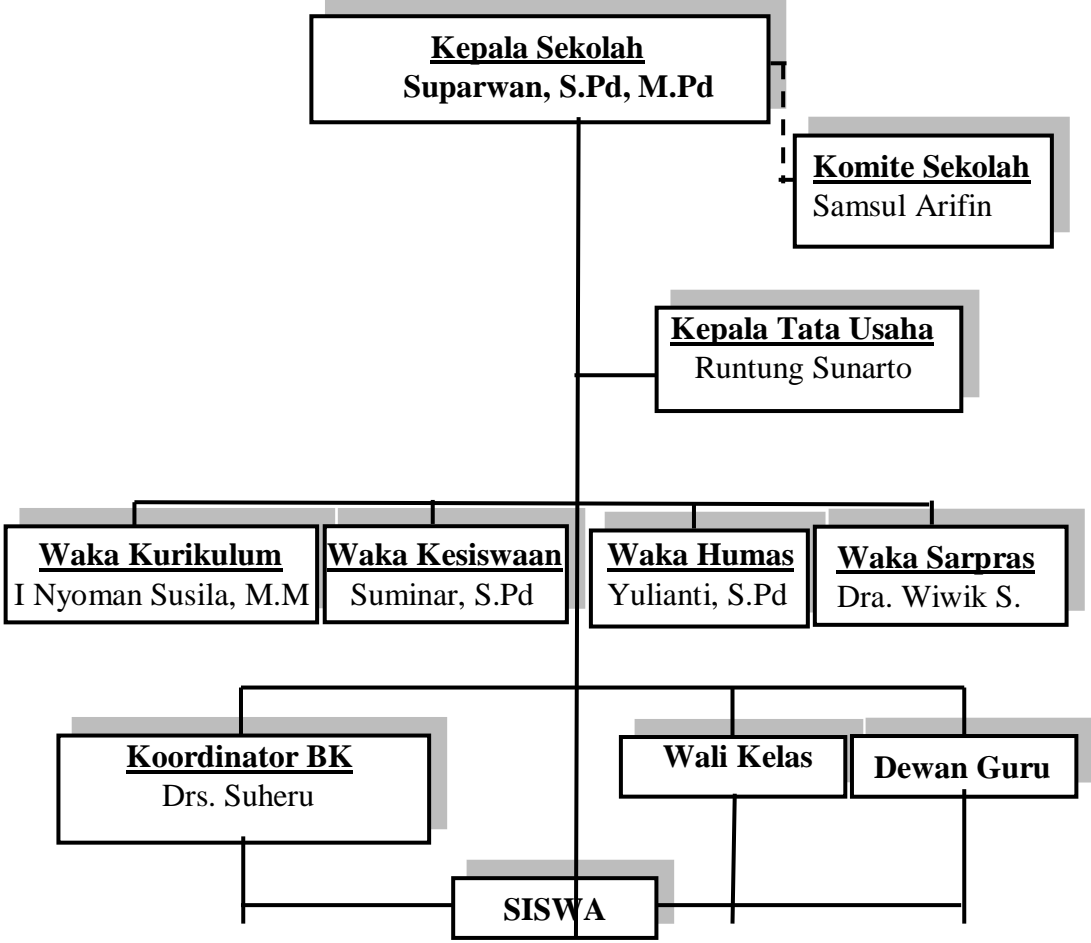 Kepala Sekolah
Suparwan, S.Pd, M.Pd
Komite Sekolah
Samsul Arifin
Kepala Tata Usaha
Runtung Sunarto
Waka Kurikulum
I Nyoman Susila, M.M
Waka Kesiswaan
Suminar, S.Pd
Waka Humas
Yulianti, S.Pd
Waka Sarpras
Dra. Wiwik S.
Koordinator BK
Drs. Suheru
Wali Kelas
Dewan Guru
SISWA